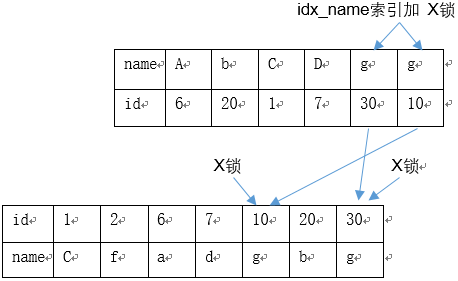 idx_name索引加 X锁
name A b C D g g
id 6 20 1 7 30 10
X锁 X锁
id 1 2 6 7 10 20 30
name C f a d g b g